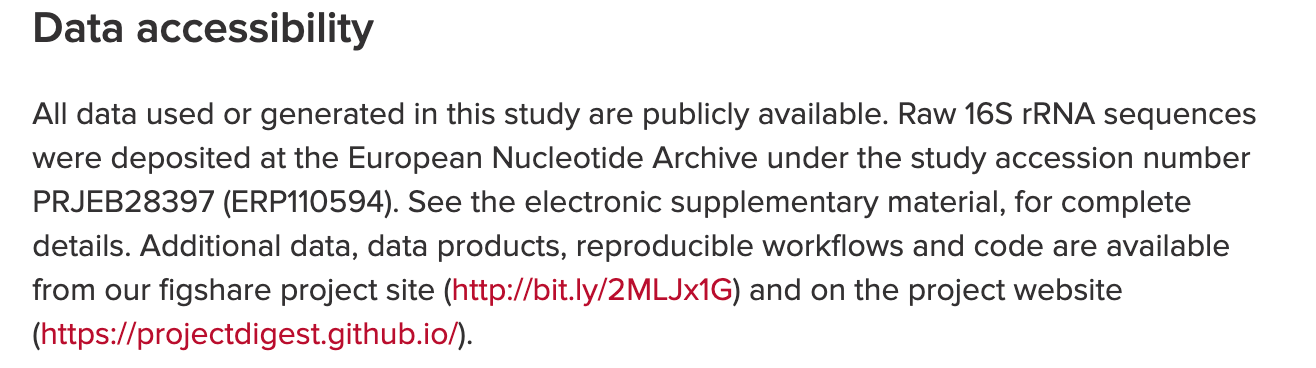 Data accessibility
All data used or generated in this study are publicly available. Raw 16S rRNA sequences
were deposited at the European Nucleotide Archive under the study accession number
PRJEB28397 (ERP110594). See the electronic supplementary material, for complete
details. Additional data, data products, reproducible workflows and code are available
from our figshare project site (http://bit.ly/2MLJx1G) and on the project website
(https://projectdigest.github.io/).